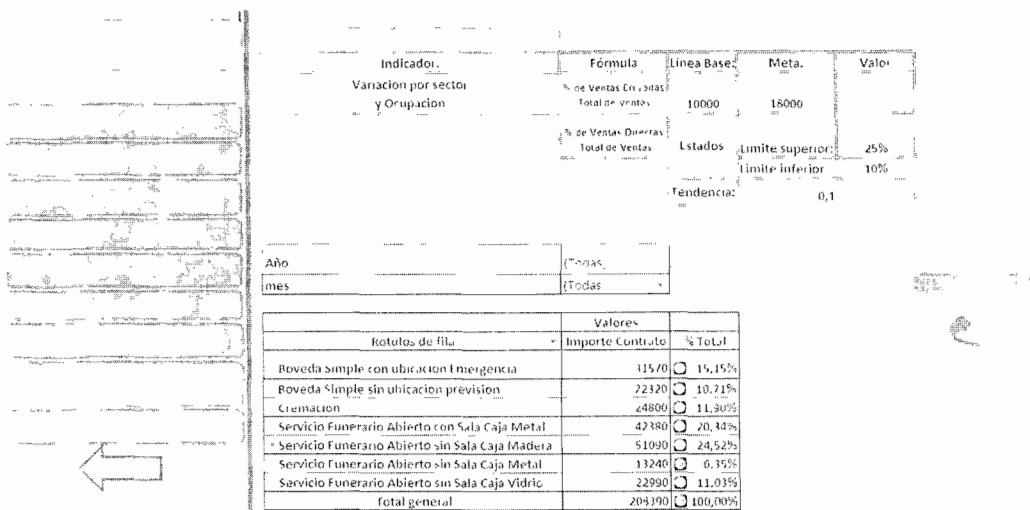 Indicador. Fórmula Linea Base: Meta. Valor
Variacion por sector y Ocupacion
% de Ventas
Total de ventas 10000 18000
% de Ventas Directas
Total de Ventas Estados Limite superior: 25%
Limite inferior 10%
Tendencia: 0,1
Año (Todas)
mes (Todas
Valores
Rotulos de fila Importe Contrato % Total
Boveda Simple con ubicacion Emergencia 31570 15,15%
Boveda Simple sin ubicacion prevision 22320 10,71%
Cremacion 24800 11,90%
Servicio Funerario Abierto con Sala Caja Metal 42380 20,34%
Servicio Funerario Abierto sin Sala Caja Madera 51090 24,52%
Servicio Funerario Abierto sin Sala Caja Metal 13240 6,35%
Servicio Funerario Abierto sin Sala Caja Vidrio 22990 11,03%
Total general 208390 100,00%